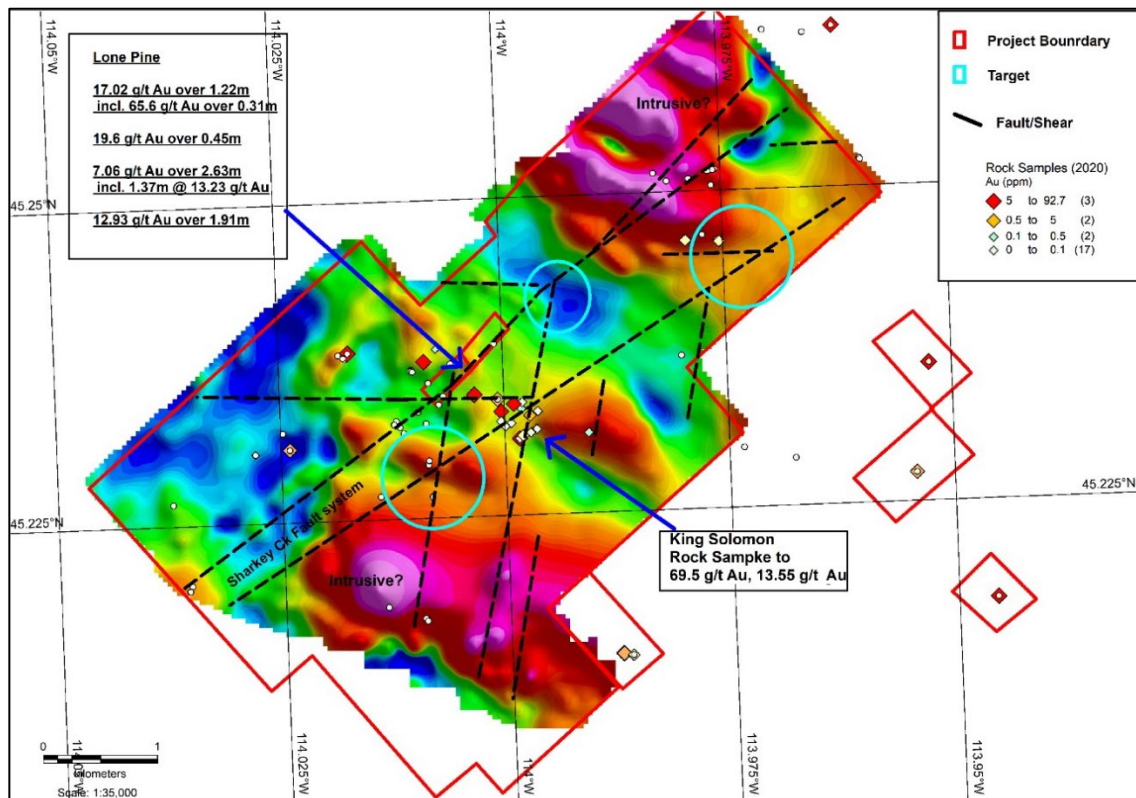 114.05°W
114.025°W
114°W
113.975°W
Lone Pine
17.02 g/t Au over 1.22m
incl. 65.6 g/t Au over 0.31m
19.6 g/t Au over 0.45m
7.06 g/t Au over 2.63m
incl. 1.37m @ 13.23 g/t Au
12.93 g/t Au over 1.91m
Project Bounrdary
Target
Fault/Shear
Rock Samples (2020)
Au (ppm)
5 to 92.7 (3)
0.5 to 5 (2)
0.1 to 0.5 (2)
0 to 0.1 (17)
Intrusive?
45.25°N
45.25°N
45.225°N
45.225°N
Sharkey Ck Fault system
Intrusive?
King Solomon
Rock Sampke to
69.5 g/t Au, 13.55 g/t Au
0 1
kilometers
Scale: 1:35,000
114.05°W
114.025°W
114°W
113.975°W
113.95°W